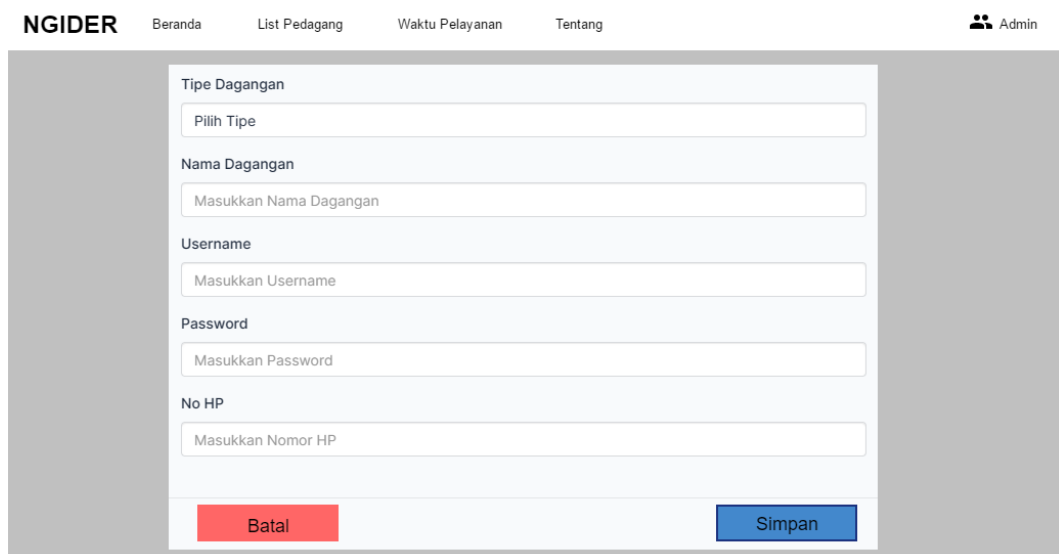 NGIDER Beranda List Pedagang Waktu Pelayanan Tentang Admin
Tipe Dagangan
Pilih Tipe
Nama Dagangan
Masukkan Nama Dagangan
Username
Masukkan Username
Password
Masukkan Password
No HP
Masukkan Nomor HP
Batal Simpan